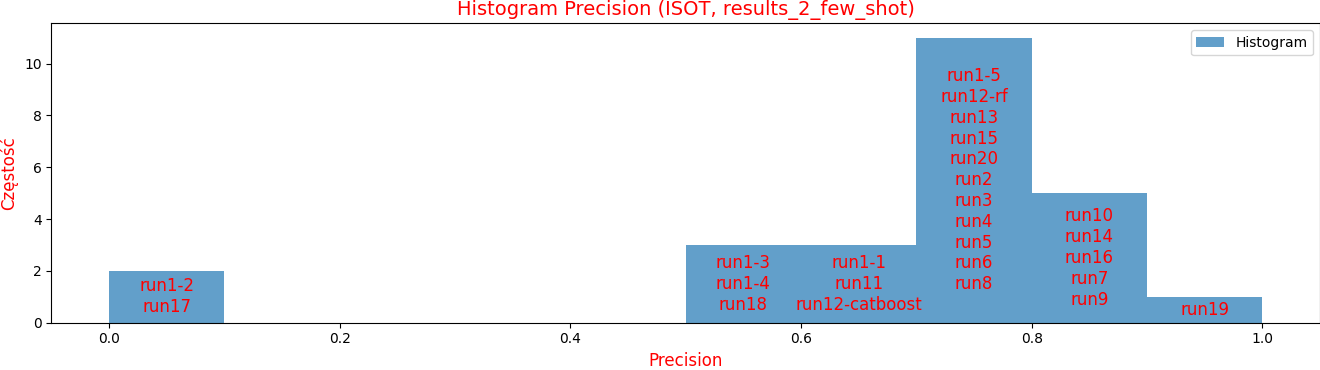 Histogram Precision (ISOT, results_2_few_shot)
Histogram
Częstość
10
8
6
4
2
0
run1-2
run17
run1-3
run1-4
run18
run1-1
run11
run12-catboost
run1-5
run12-rf
run13
run15
run20
run2
run3
run4
run5
run6
run8
run10
run14
run16
run7
run9
run19
0.0 0.2 0.4 0.6 0.8 1.0
Precision